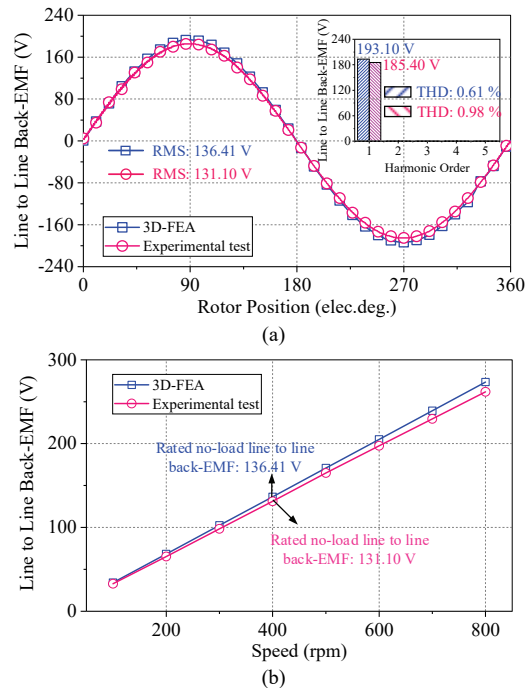 240
160
80
0
-80
-160
-240
Line to Line Back-EMF (V)
RMS: 136.41 V
RMS: 131.10 V
3D-FEA
Experimental test
0
90
180
270
360
Rotor Position (elec.deg.)
240
180
120
60
0
Line to Line Back-EMF (V)
193.10 V
185.40 V
THD: 0.61 %
THD: 0.98 %
1 2 3 4 5
Harmonic Order
(a)
300
200
100
0
Line to Line Back-EMF (V)
3D-FEA
Experimental test
Rated no-load line to line
back-EMF: 136.41 V
Rated no-load line to line
back-EMF: 131.10 V
200
400
600
800
Speed (rpm)
(b)